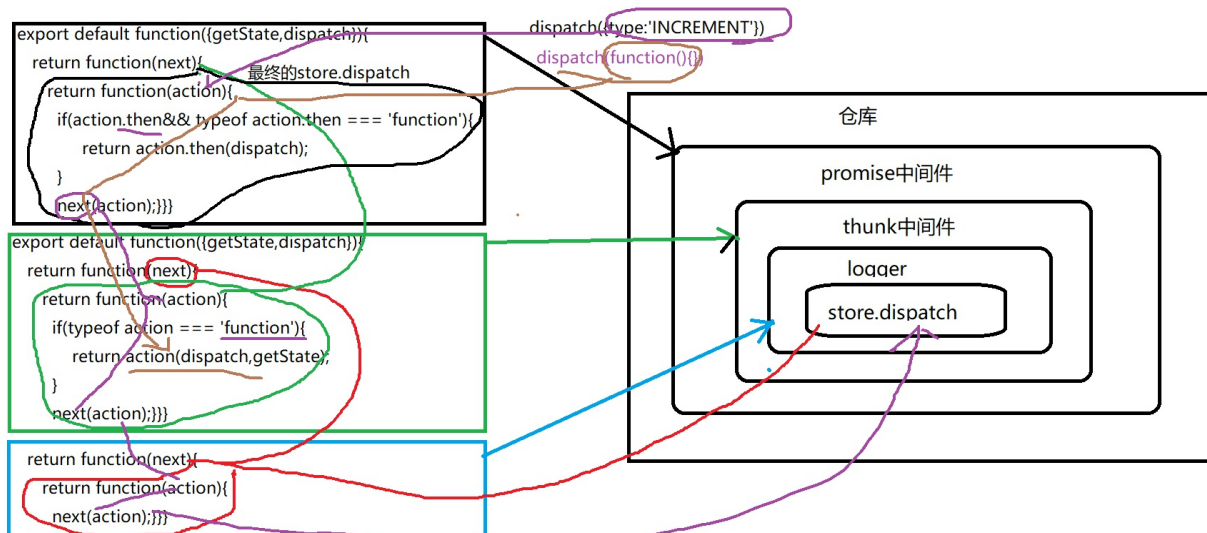 export default function({getState,dispatch}){
return function(next){
最终的store.dispatch
return function(action){
if(action.then&& typeof action.then === 'function'){
return action.then(dispatch);
}
next(action);}}}
export default function({getState,dispatch}){
return function(next){
return function(action){
if(typeof action === 'function'){
return action(dispatch,getState);
}
next(action);}}}
return function(next){
return function(action){
next(action);}}}
dispatch({type:'INCREMENT'})
dispatch(function(){})
仓库
promise中间件
thunk中间件
logger
store.dispatch